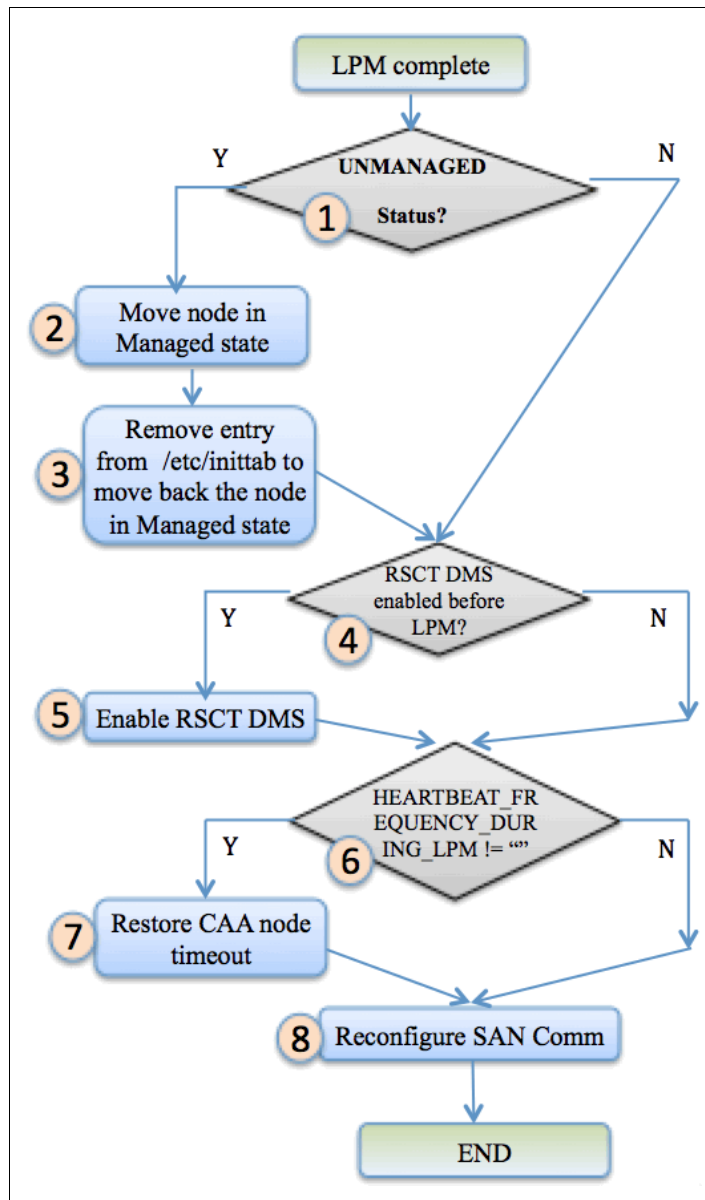 LPM complete
Y
N
UNMANAGED
Status?
1
2
Move node in
Managed state
3
Remove entry
from /etc/inittab to
move back the node
in Managed state
RSCT DMS
enabled before
LPM?
Y
4
N
5
Enable RSCT DMS
HEARTBEAT_FR
EQUENCY_DUR
ING_LPM != “”
Y
6
N
7
Restore CAA node
timeout
8
Reconfigure SAN Comm
END